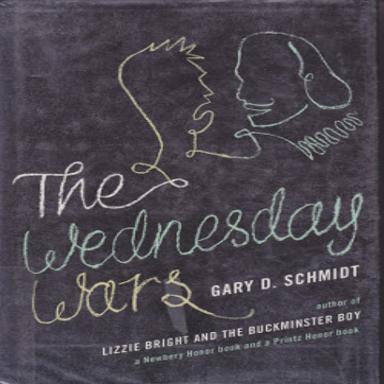 The
Wednesday
Wars
GARY D. SCHMIDT
author of
LIZZIE BRIGHT AND THE BUCKMINSTER BOY
a Newbery Honor book and a Printz Honor book